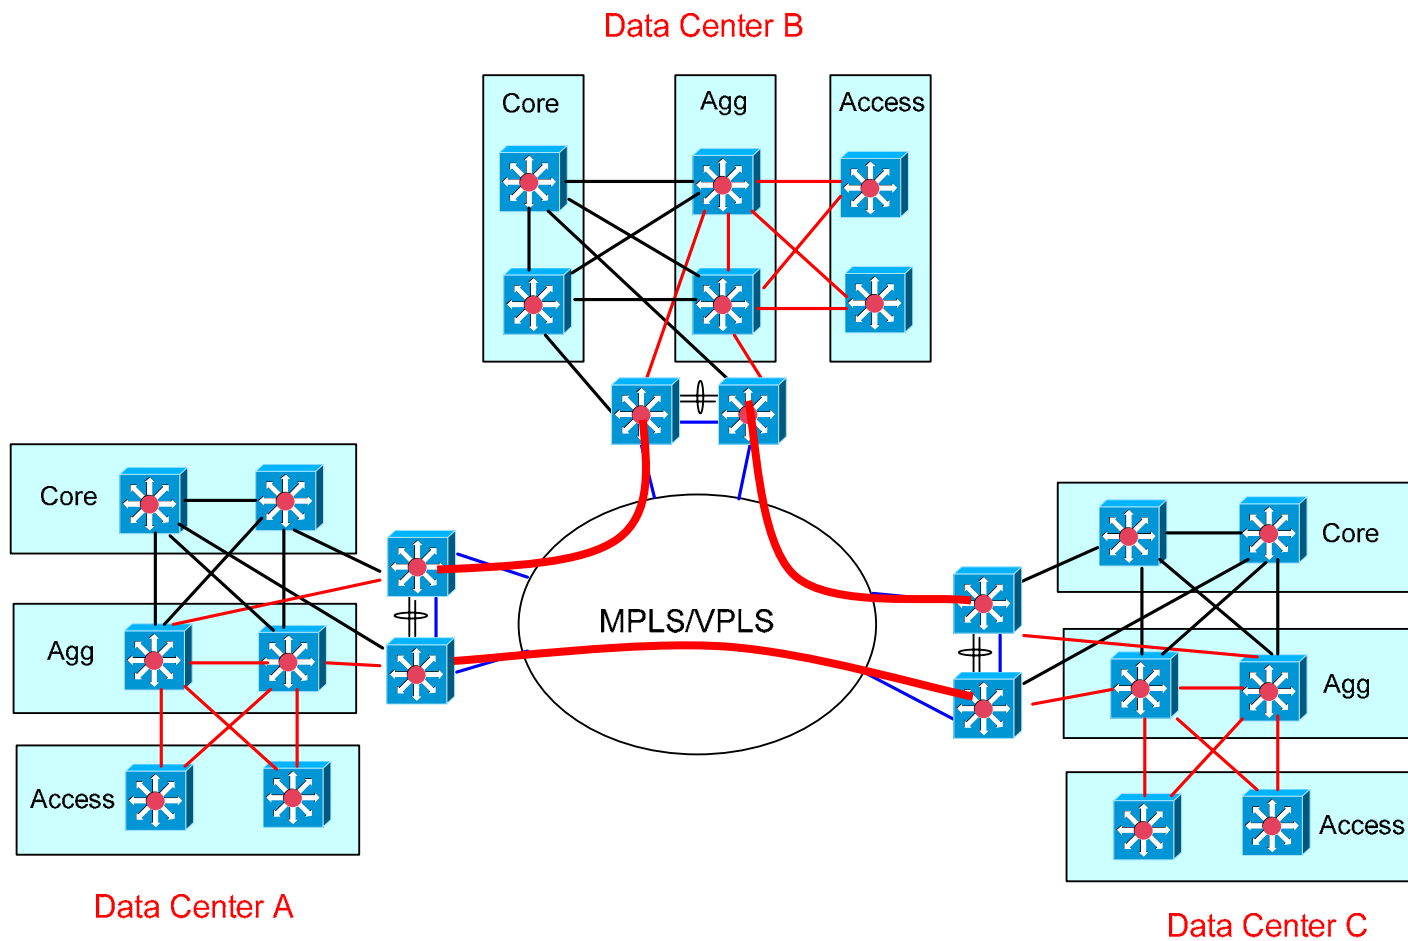 Data Center B
Core
Agg
Access
Core
Agg
Access
Data Center A
MPLS/VPLS
Core
Agg
Access
Data Center C